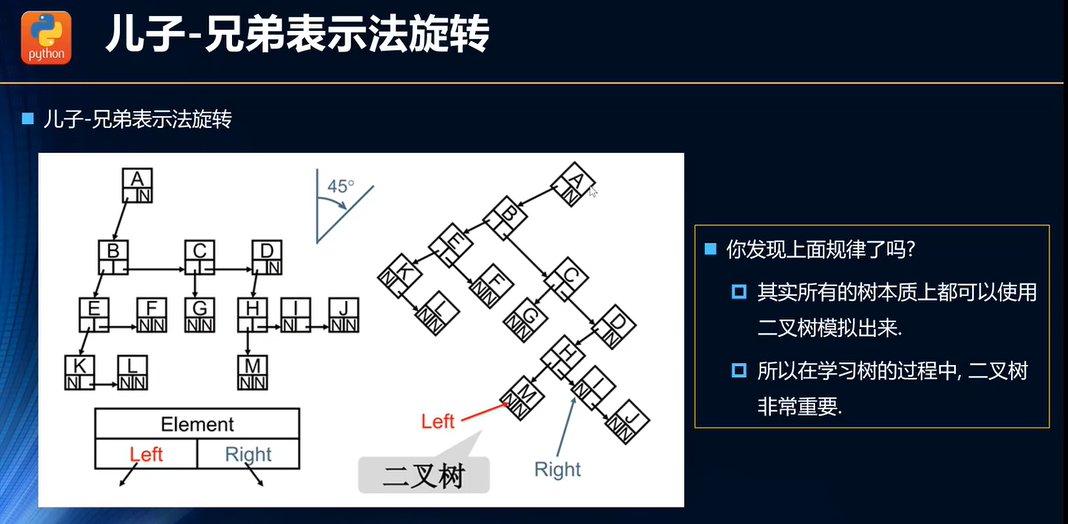 python
儿子-兄弟表示法旋转
儿子-兄弟表示法旋转
A
N
B
C
D
N
E
F
N N
G
N N
H
I
N
J
N N
K
N
L
N N
M
N N
Element
Left Right
45°
A
N
B
E
C
K
N
F
N N
L
N N
G
N N
D
N
H
M
N N
I
N
J
N N
Left
Right
二叉树
你发现上面规律了吗?
其实所有的树本质上都可以使用
二叉树模拟出来.
所以在学习树的过程中, 二叉树
非常重要.